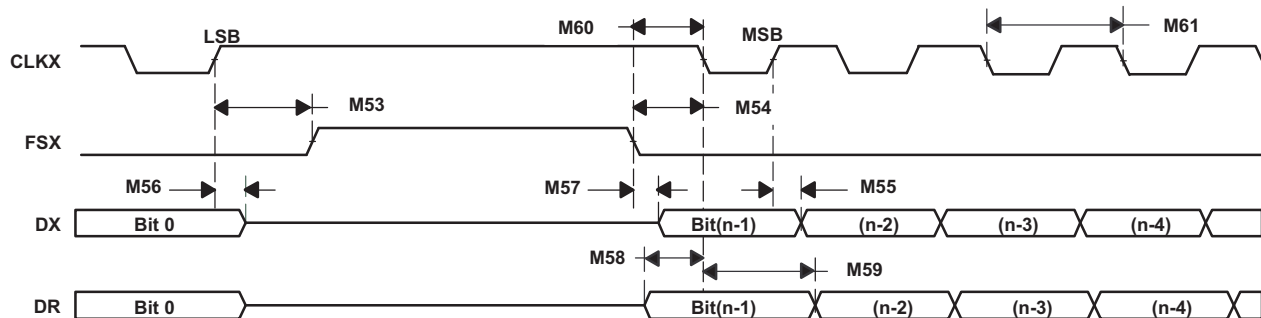 LSB
M60
MSB
M61
CLKX
M53
M54
FSX
M56
M57
M55
DX
Bit 0
Bit(n-1)
(n-2)
(n-3)
(n-4)
M58
M59
DR
Bit 0
Bit(n-1)
(n-2)
(n-3)
(n-4)